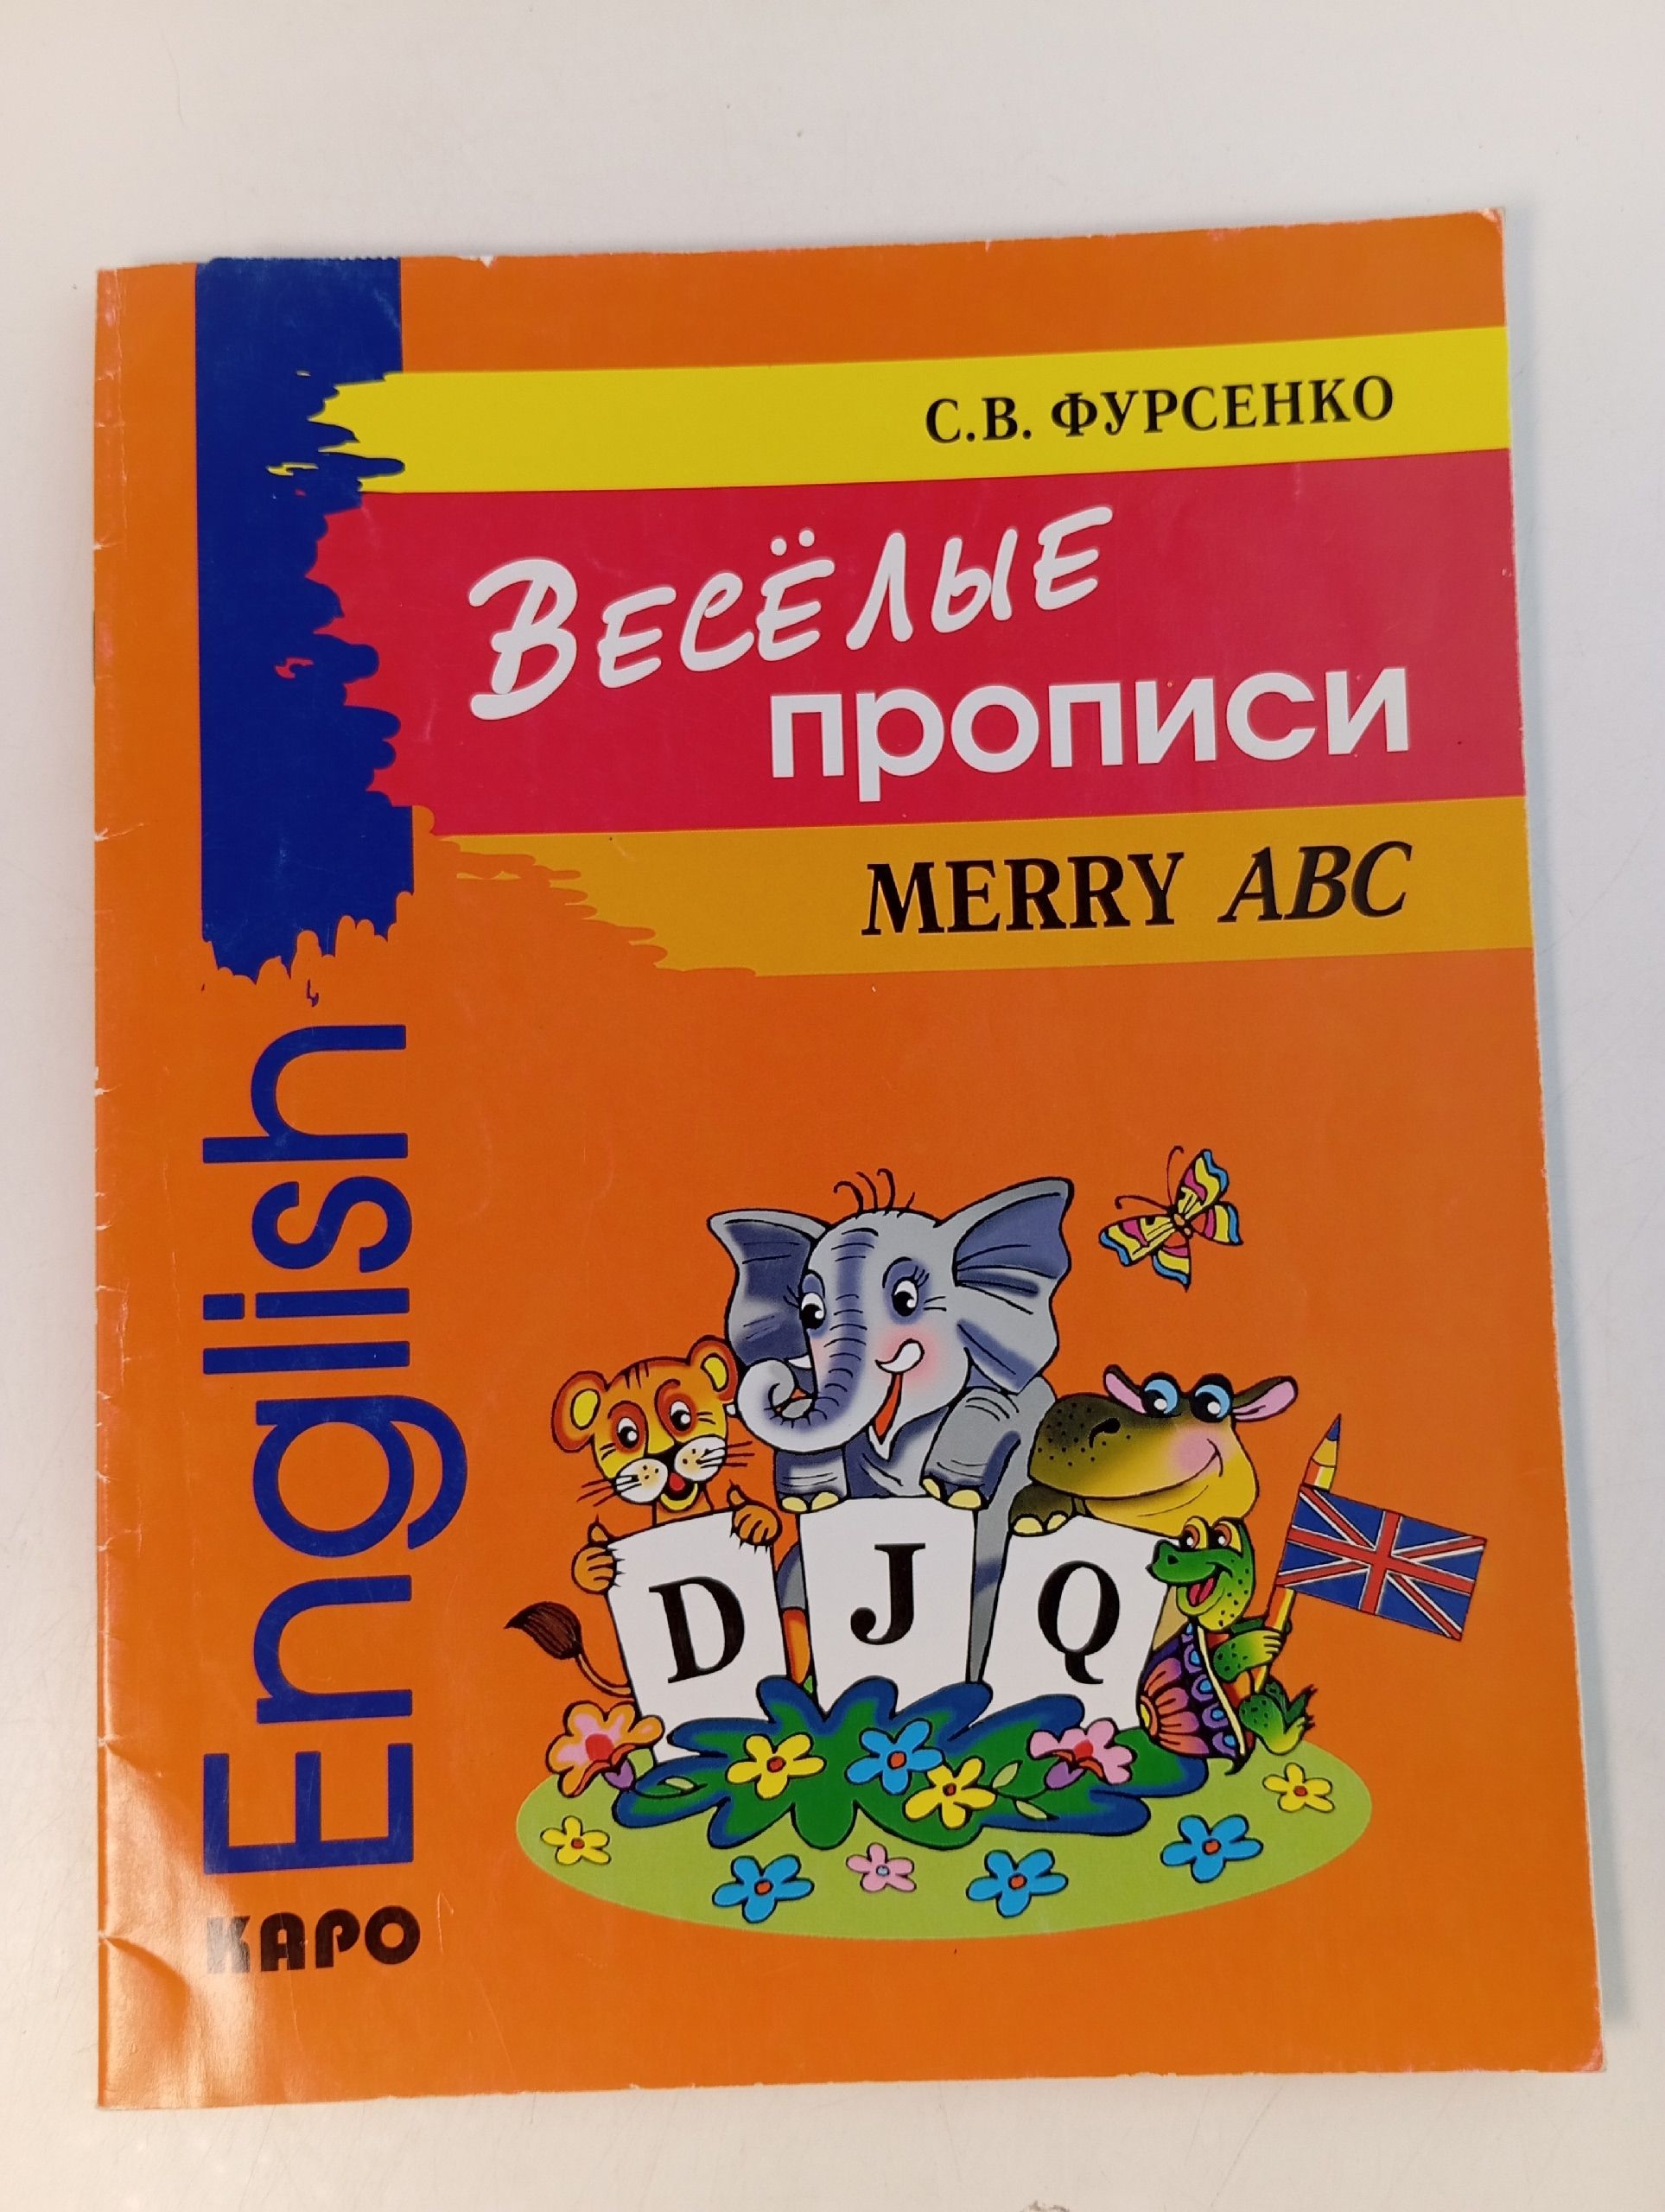 С.В. ФУРСЕНКО
ВЕСЁЛЫЕ
прописи
MERRY ABC
English
D J Q
КАРО